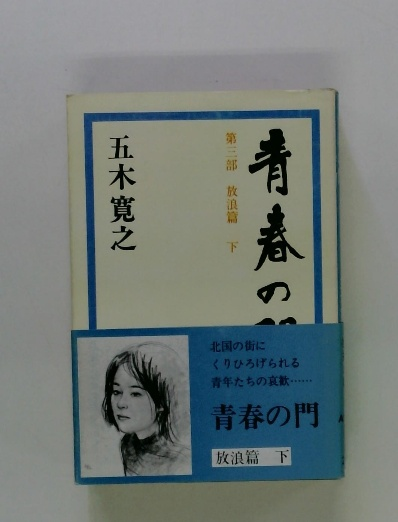 青春の門
第三部 放浪篇 下
五木寛之
北国の街に
くりひろげられる
青年たちの哀歓……
青春の門
放浪篇 下